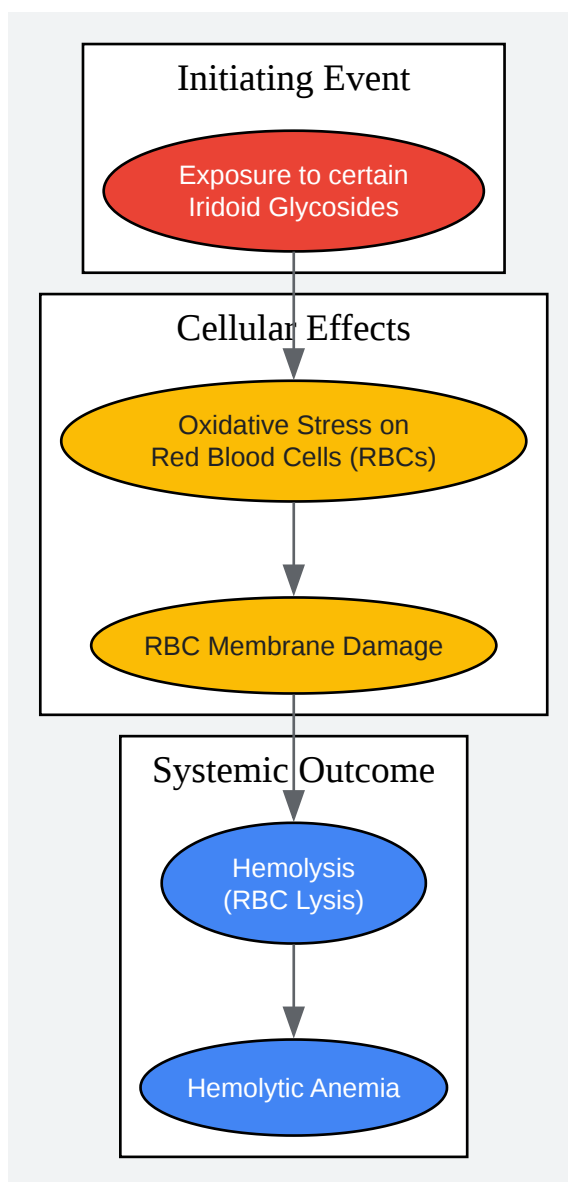 Initiating Event
Exposure to certain
Iridoid Glycosides
Cellular Effects
Oxidative Stress on
Red Blood Cells (RBCs)
RBC Membrane Damage
Systemic Outcome
Hemolysis
(RBC Lysis)
Hemolytic Anemia